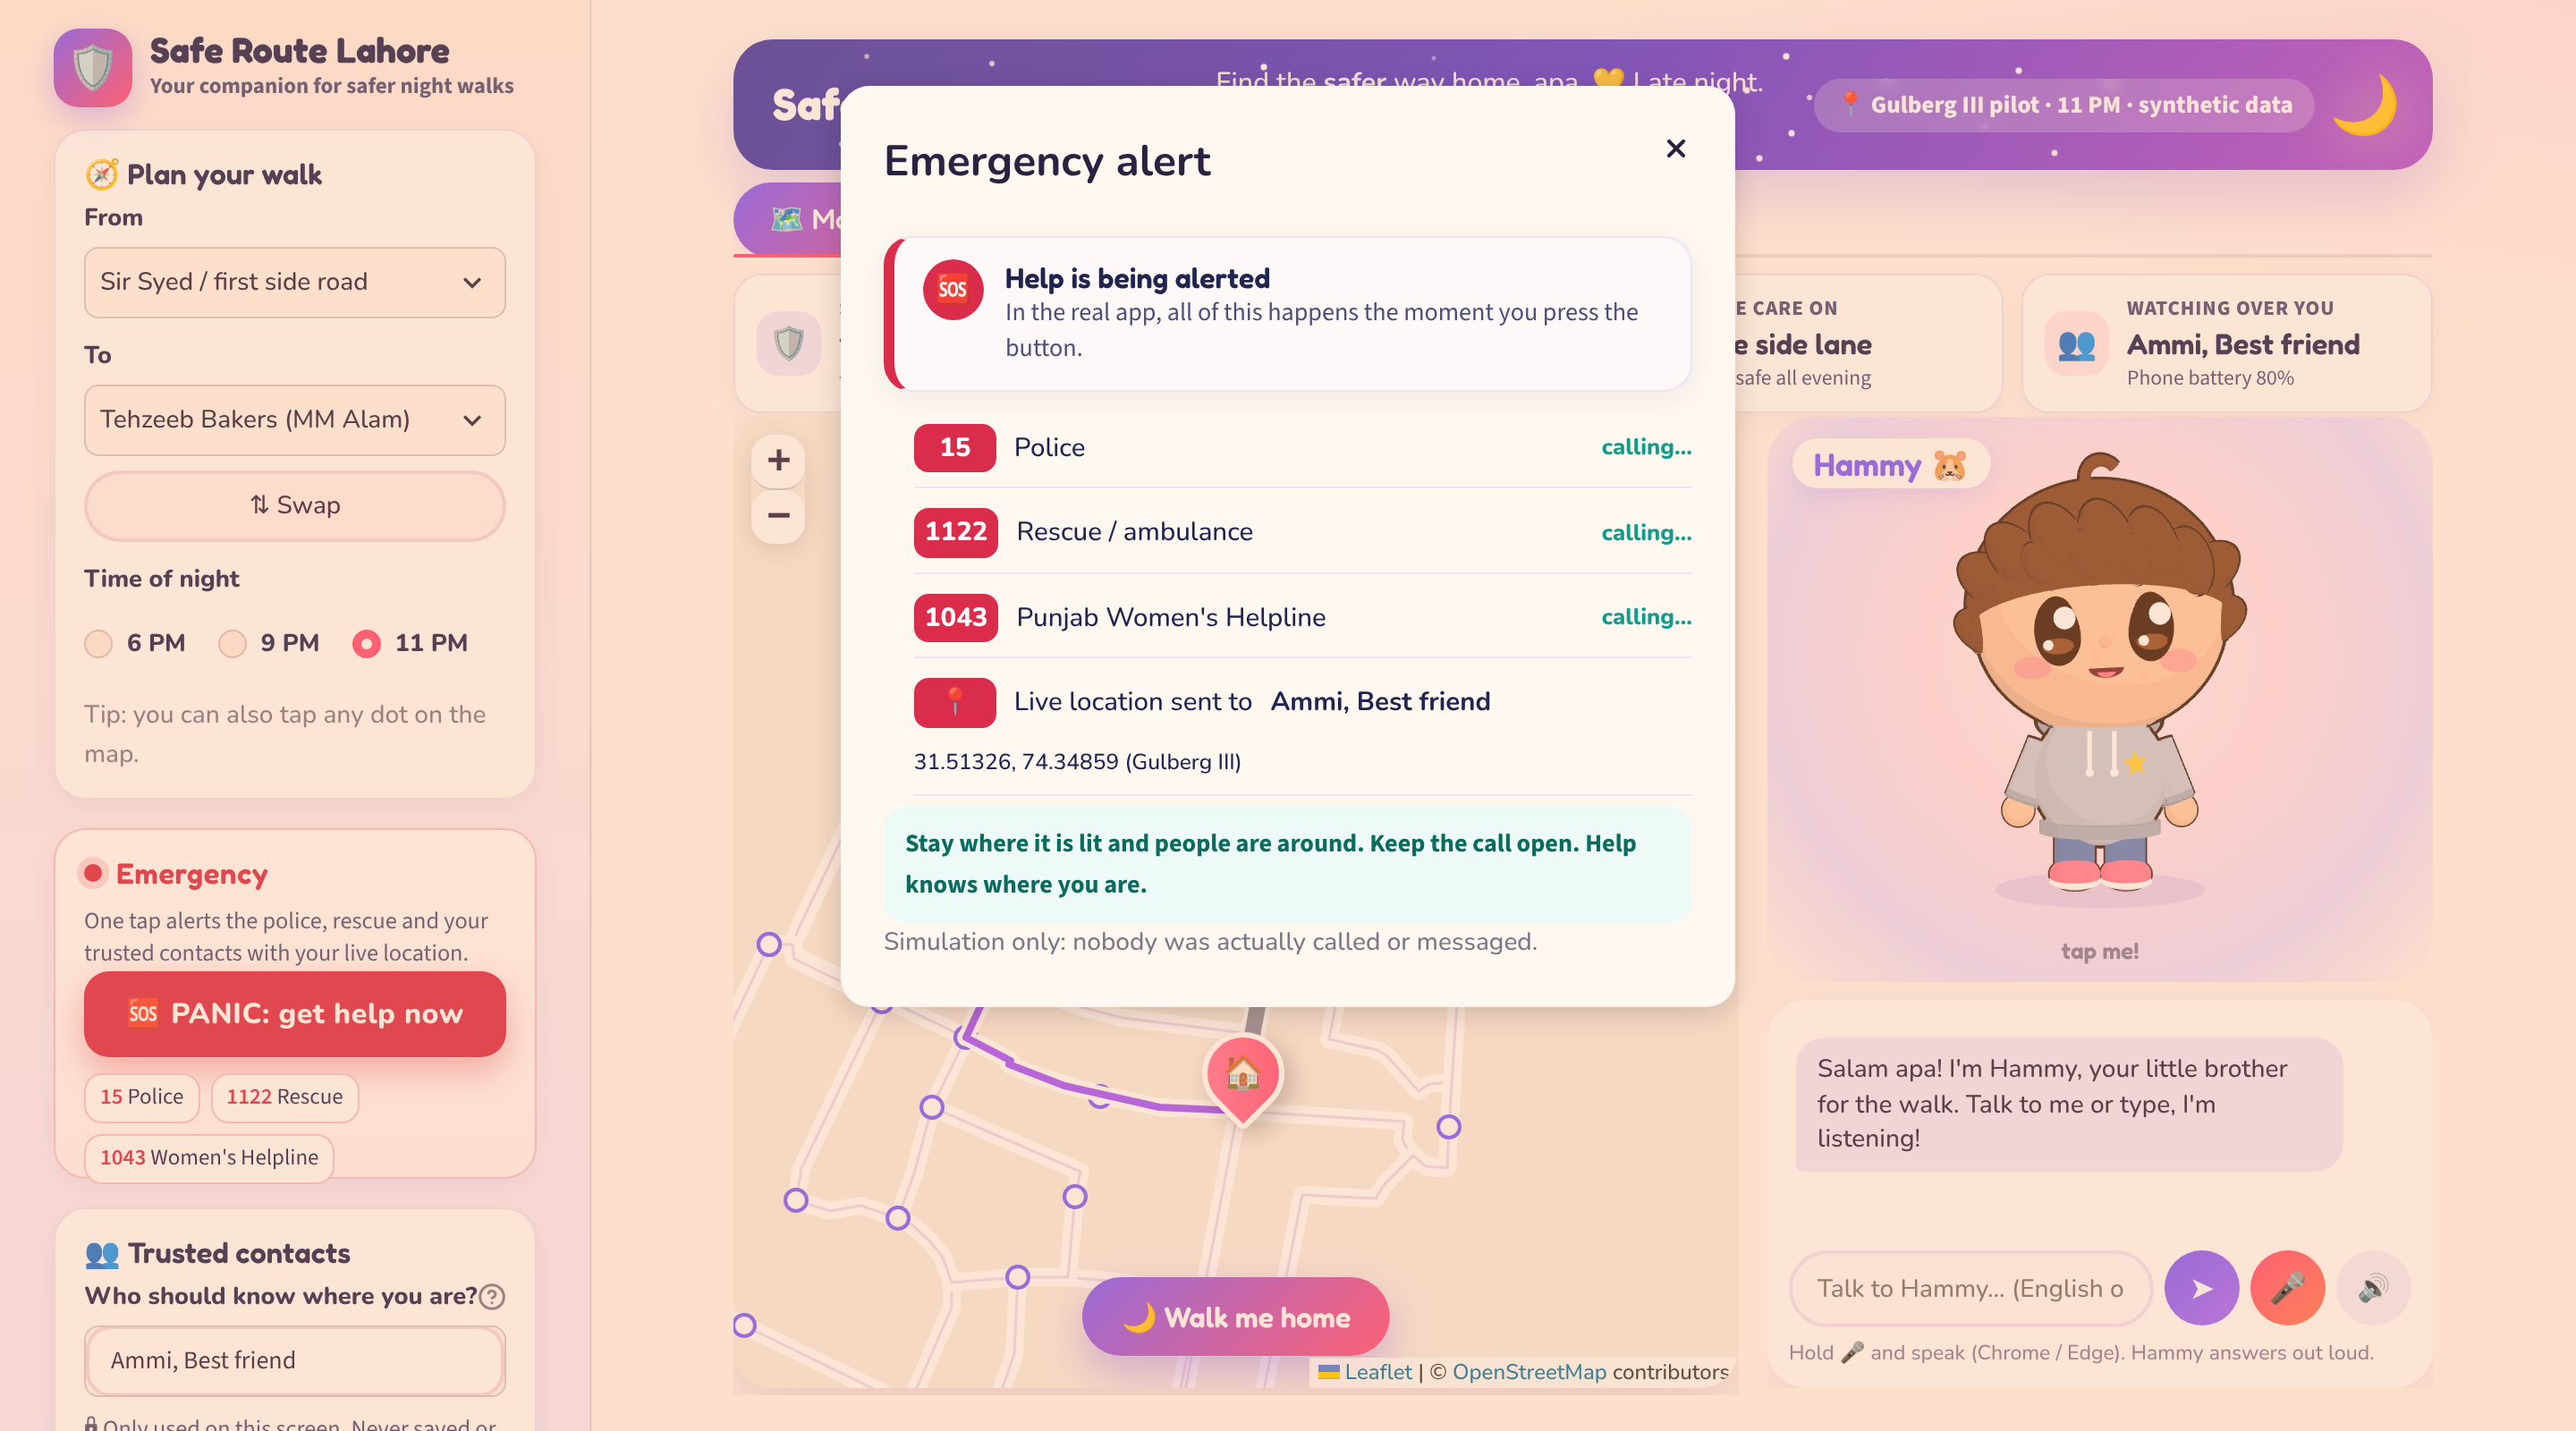 Safe Route Lahore
Your companion for safer night walks
🧭 Plan your walk
From
Sir Syed / first side road
To
Tehzeeb Bakers (MM Alam)
⇅ Swap
Time of night
6 PM
9 PM
11 PM
Tip: you can also tap any dot on the
map.
Emergency
One tap alerts the police, rescue and your
trusted contacts with your live location.
🆘 PANIC: get help now
15 Police
1122 Rescue
1043 Women's Helpline
👥 Trusted contacts
Who should know where you are?
Ammi, Best friend
Only used on this screen. Never saved or
Find the safer way home, apa. 💛 Late night.
📍 Gulberg III pilot · 11 PM · synthetic data
Emergency alert
🆘 Help is being alerted
In the real app, all of this happens the moment you press the
button.
15 Police calling...
1122 Rescue / ambulance calling...
1043 Punjab Women's Helpline calling...
📍 Live location sent to Ammi, Best friend
31.51326, 74.34859 (Gulberg III)
Stay where it is lit and people are around. Keep the call open. Help
knows where you are.
Simulation only: nobody was actually called or messaged.
CARE ON
side lane
safe all evening
WATCHING OVER YOU
Ammi, Best friend
Phone battery 80%
+
−
🌙 Walk me home
Leaflet | © OpenStreetMap contributors
Hammy 🐹
tap me!
Salam apa! I'm Hammy, your little brother
for the walk. Talk to me or type, I'm
listening!
Talk to Hammy... (English o
Hold 🎤 and speak (Chrome / Edge). Hammy answers out loud.